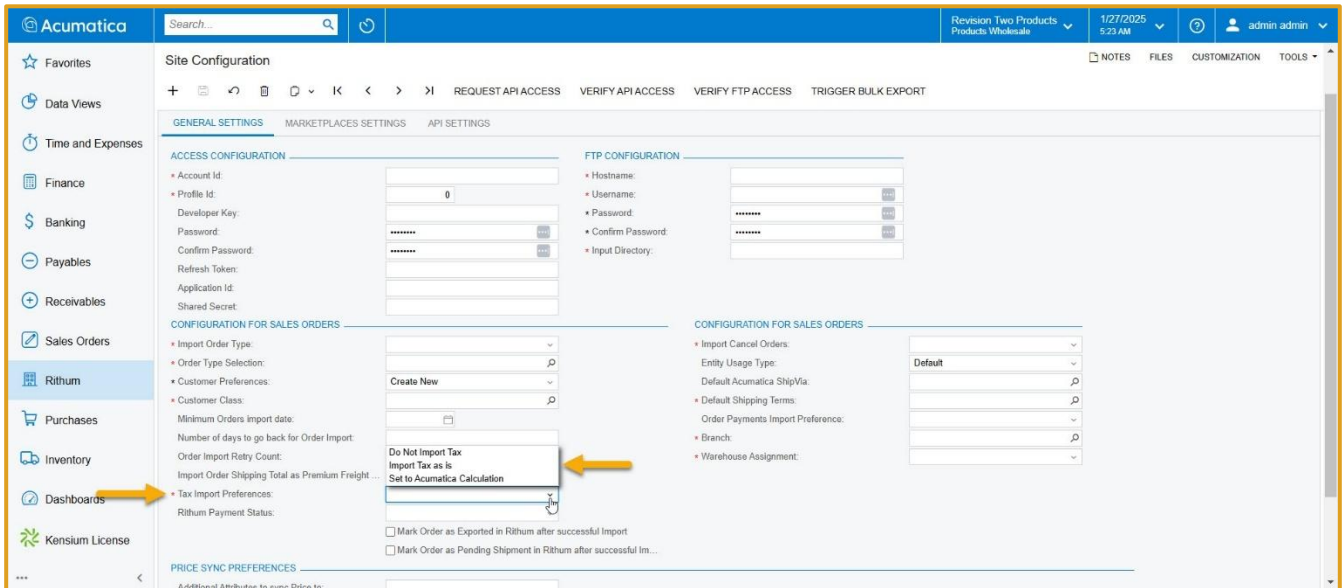 Acumatica
Search...
Revision Two Products
Products Wholesale
1/27/2025
5:23 AM
admin admin
Favorites
Data Views
Time and Expenses
Finance
Banking
Payables
Receivables
Sales Orders
Rithum
Purchases
Inventory
Dashboards
Kensium License
Site Configuration
NOTES FILES CUSTOMIZATION TOOLS
REQUEST API ACCESS VERIFY API ACCESS VERIFY FTP ACCESS TRIGGER BULK EXPORT
GENERAL SETTINGS MARKETPLACES SETTINGS API SETTINGS
ACCESS CONFIGURATION
* Account Id:
* Profile Id: 0
Developer Key:
Password: ••••••••
Confirm Password: ••••••••
Refresh Token:
Application Id:
Shared Secret:
FTP CONFIGURATION
* Hostname:
* Username:
* Password: ••••••••
* Confirm Password: ••••••••
* Input Directory:
CONFIGURATION FOR SALES ORDERS
* Import Order Type:
* Order Type Selection:
* Customer Preferences: Create New
* Customer Class:
Minimum Orders import date:
Number of days to go back for Order Import:
Order Import Retry Count:
Import Order Shipping Total as Premium Freight ...
* Tax Import Preferences:
Do Not Import Tax
Import Tax as is
Set to Acumatica Calculation
Rithum Payment Status:
Mark Order as Exported in Rithum after successful Import
Mark Order as Pending Shipment in Rithum after successful Im...
CONFIGURATION FOR SALES ORDERS
* Import Cancel Orders:
Entity Usage Type: Default
Default Acumatica ShipVia:
* Default Shipping Terms:
Order Payments Import Preference:
* Branch:
* Warehouse Assignment:
PRICE SYNC PREFERENCES
Additional Attributes to sync Price to: